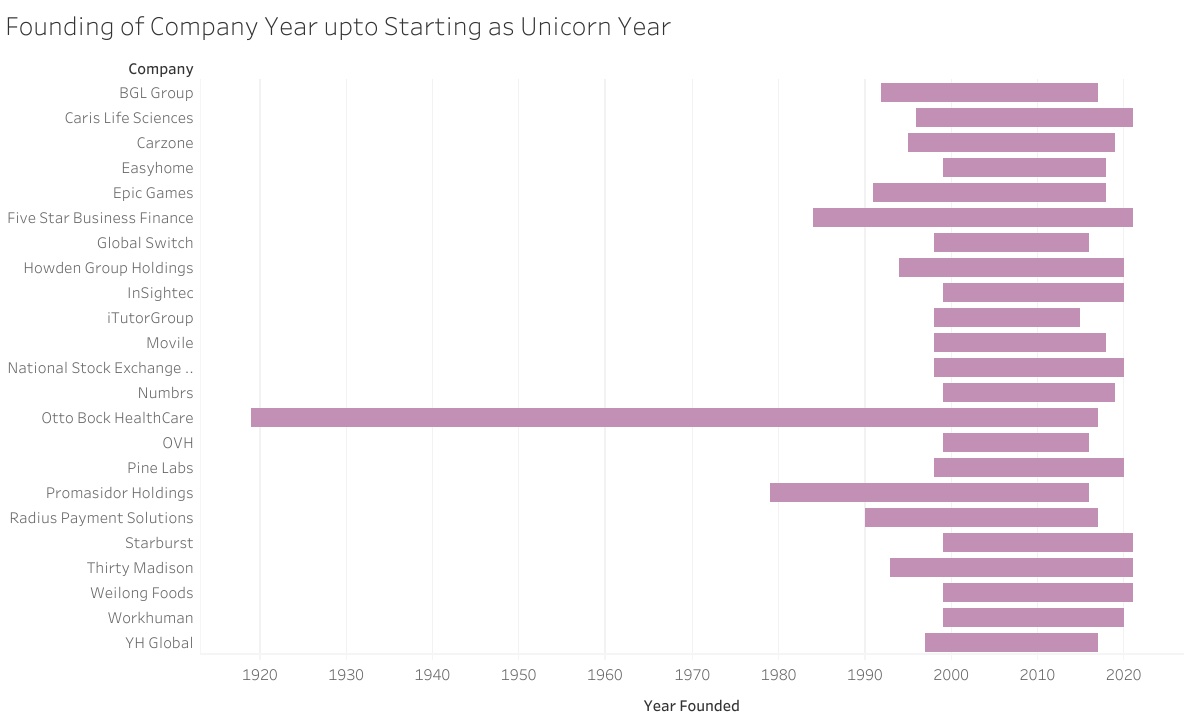 Founding of Company Year upto Starting as Unicorn Year
Company
BGL Group
Caris Life Sciences
Carzone
Easyhome
Epic Games
Five Star Business Finance
Global Switch
Howden Group Holdings
InSightec
iTutorGroup
Movile
National Stock Exchange ..
Numbrs
Otto Bock HealthCare
OVH
Pine Labs
Promasidor Holdings
Radius Payment Solutions
Starburst
Thirty Madison
Weilong Foods
Workhuman
YH Global
1920 1930 1940 1950 1960 1970 1980 1990 2000 2010 2020
Year Founded